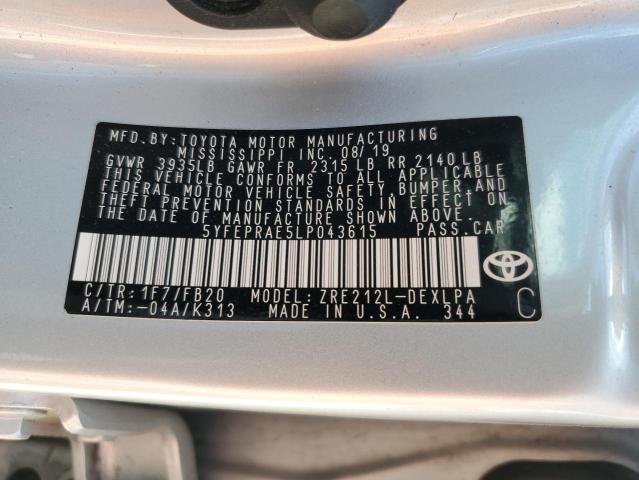 MFD.BY:TOYOTA MOTOR MANUFACTURING
MISSISSIPPI INC. 08/19
GVWR 3935LB GAWR FR 2315 LB RR 2140 LB
THIS VEHICLE CONFORMS TO ALL APPLICABLE
FEDERAL MOTOR VEHICLE SAFETY, BUMPER AND
THEFT PREVENTION STANDARDS IN EFFECT ON
THE DATE OF MANUFACTURE SHOWN ABOVE.
5YFEPRAE5LP043615 PASS.CAR
C/TR:1F7/FB20 MODEL:ZRE212L-DEXLPA
A/TM:-04A/K313 MADE IN U.S.A. 344
C